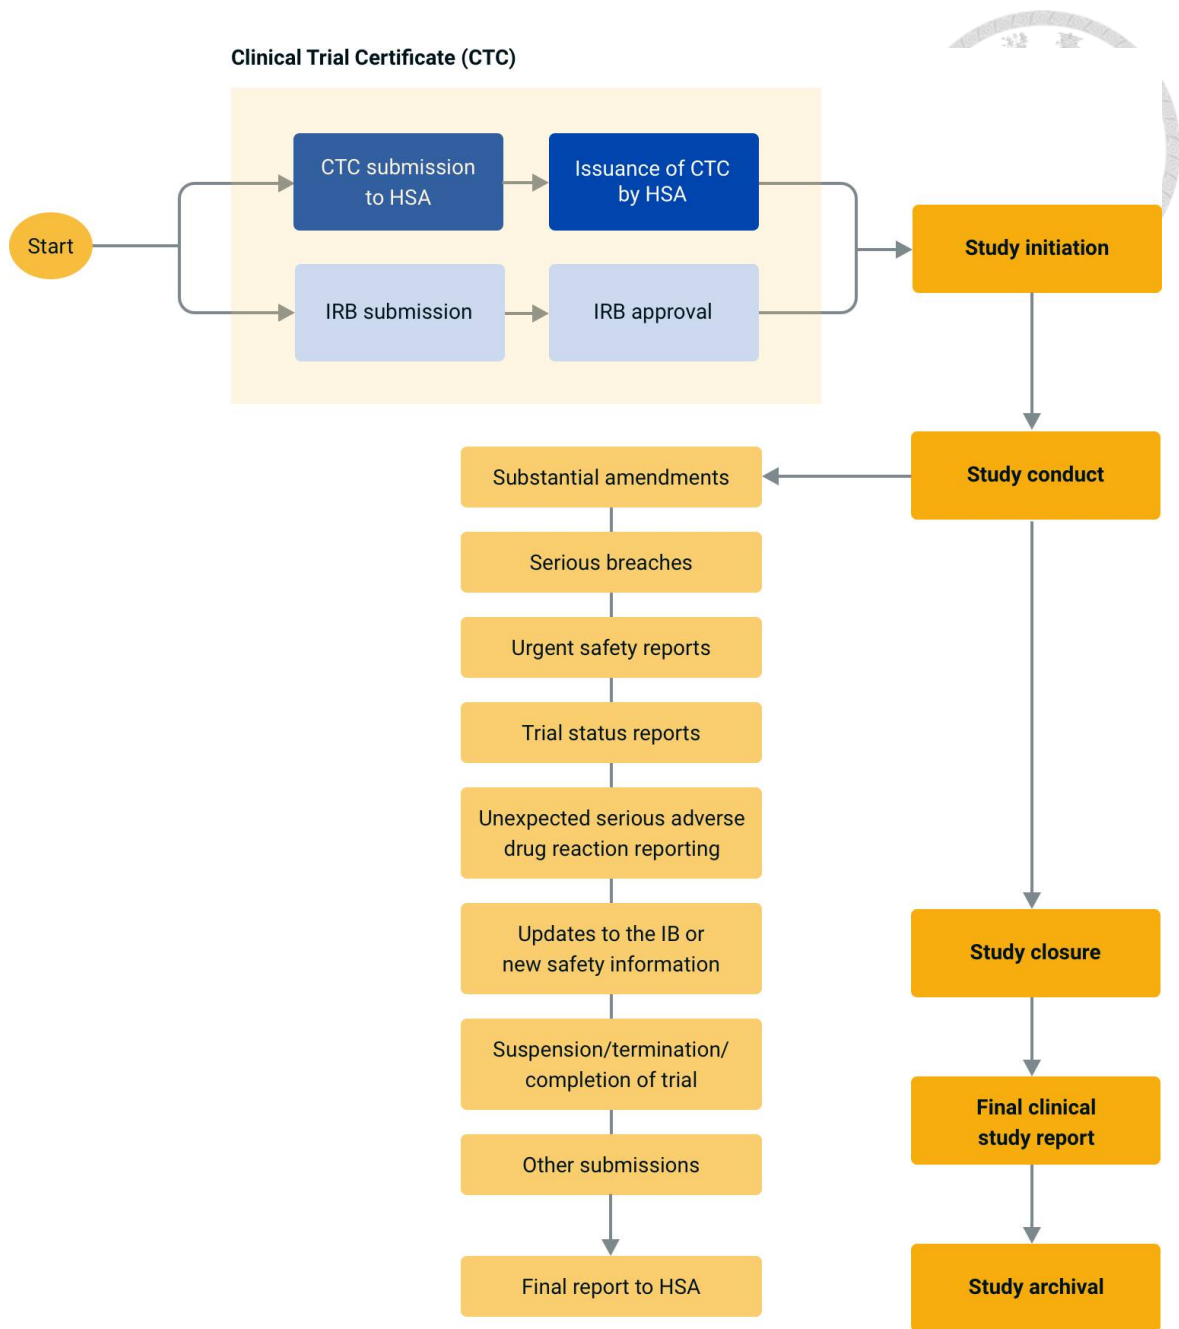 Clinical Trial Certificate (CTC)
CTC submission
to HSA
Issuance of CTC
by HSA
Start
IRB submission
IRB approval
Study initiation
Study conduct
Substantial amendments
Serious breaches
Urgent safety reports
Trial status reports
Unexpected serious adverse
drug reaction reporting
Updates to the IB or
new safety information
Suspension/termination/
completion of trial
Other submissions
Final report to HSA
Study closure
Final clinical
study report
Study archival